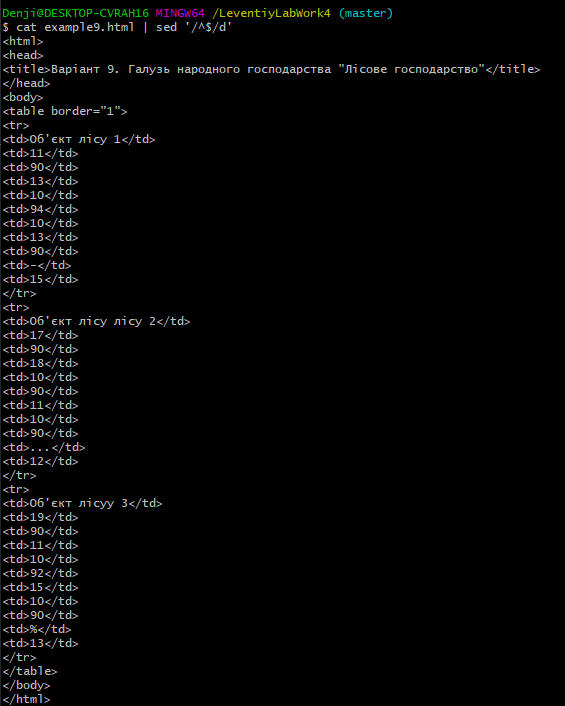 Denji@DESKTOP-CVRAH16 MINGW64 /LeventiyLabWork4 (master)
$ cat example9.html | sed '/^$/d'
<html>
<head>
<title>Варіант 9. Галузь народного господарства "Лісове господарство"</title>
</head>
<body>
<table border="1">
<tr>
<td>Об'єкт лісу 1</td>
<td>11</td>
<td>90</td>
<td>13</td>
<td>10</td>
<td>94</td>
<td>10</td>
<td>13</td>
<td>90</td>
<td>-</td>
<td>15</td>
</tr>
<tr>
<td>Об'єкт лісу лісу 2</td>
<td>17</td>
<td>90</td>
<td>18</td>
<td>10</td>
<td>90</td>
<td>11</td>
<td>10</td>
<td>90</td>
<td>...</td>
<td>12</td>
</tr>
<tr>
<td>Об'єкт лісуу 3</td>
<td>19</td>
<td>90</td>
<td>11</td>
<td>10</td>
<td>92</td>
<td>15</td>
<td>10</td>
<td>90</td>
<td>%</td>
<td>13</td>
</tr>
</table>
</body>
</html>